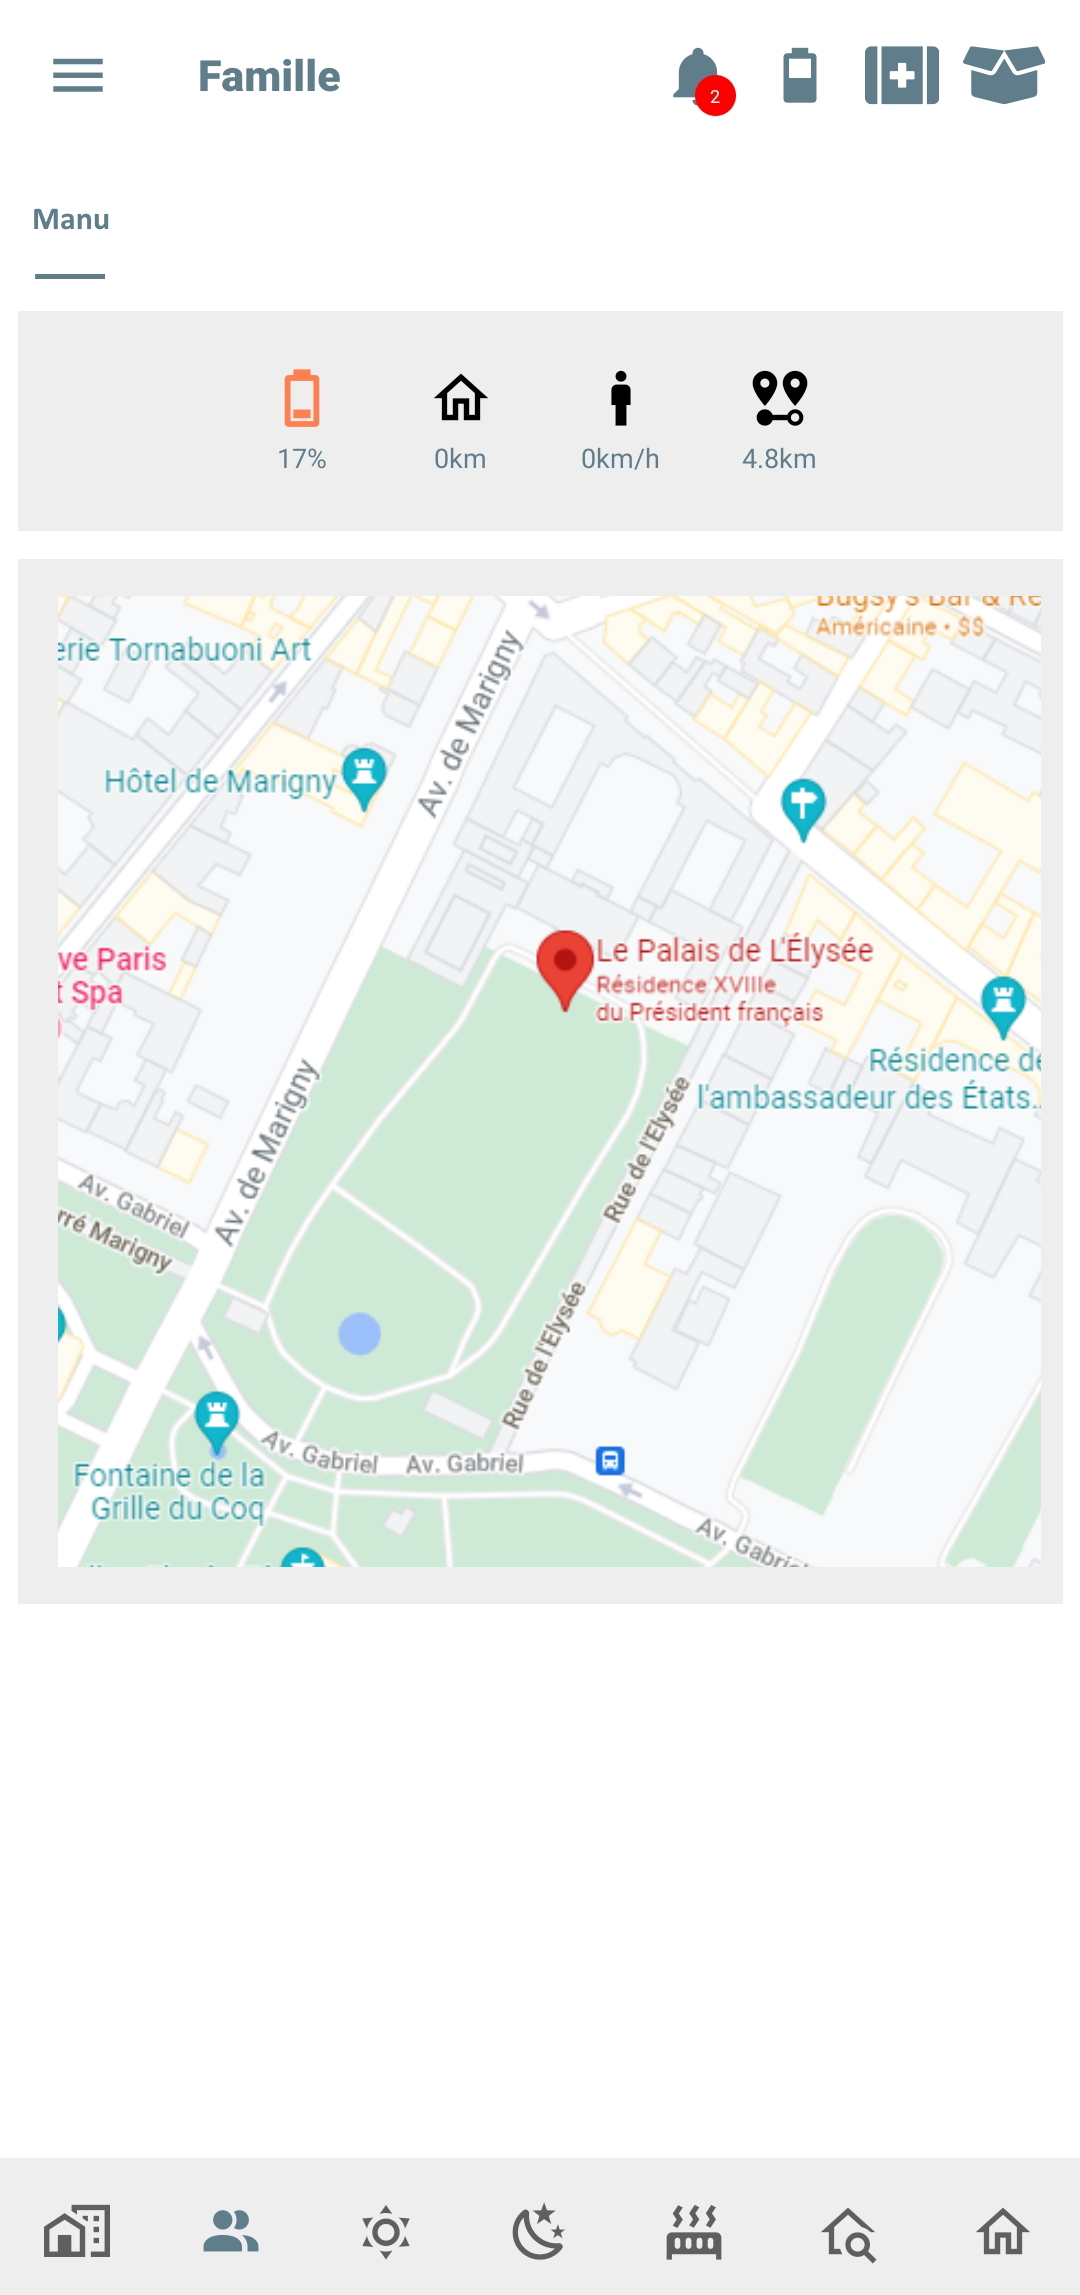 Famille
2
Manu
17%
0km
0km/h
4.8km
Bugsy's Bar & Re
Américaine • $$
erie Tornabuoni Art
Av. de Marigny
Hôtel de Marigny
Le Palais de L'Élysée
Résidence XVIIIe
du Président français
ve Paris
t Spa
Résidence de
l'ambassadeur des États...
Av. de Marigny
Rue de l'Elysée
Av. Gabriel
rré Marigny
Rue de l'Elysée
Av. Gabriel
Av. Gabriel
Fontaine de la
Grille du Coq
Av. Gabriel